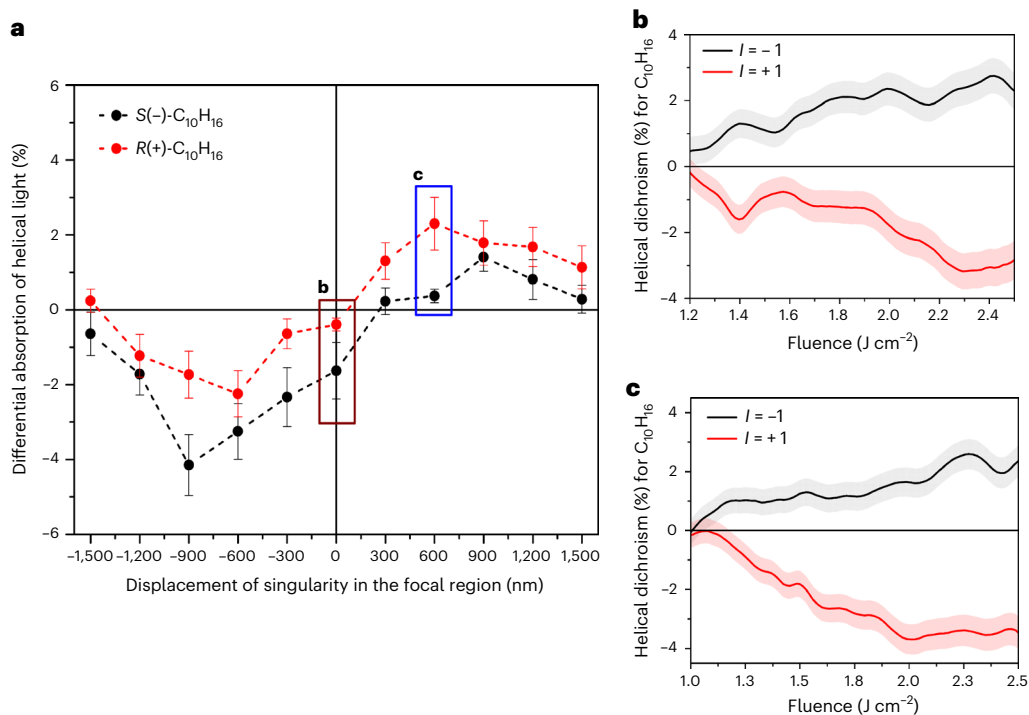 a
Differential absorption of helical light (%)
6
4
2
0
−2
−4
−6
S(−)-C₁₀H₁₆
R(+)-C₁₀H₁₆
b
c
−1,500 −1,200 −900 −600 −300 0 300 600 900 1,200 1,500
Displacement of singularity in the focal region (nm)
b
Helical dichroism (%) for C₁₀H₁₆
4
2
0
−2
−4
l = − 1
l = + 1
1.2 1.4 1.6 1.8 2.0 2.2 2.4
Fluence (J cm⁻²)
c
Helical dichroism (%) for C₁₀H₁₆
4
2
0
−2
−4
l = −1
l = + 1
1.0 1.3 1.5 1.8 2.0 2.3 2.5
Fluence (J cm⁻²)